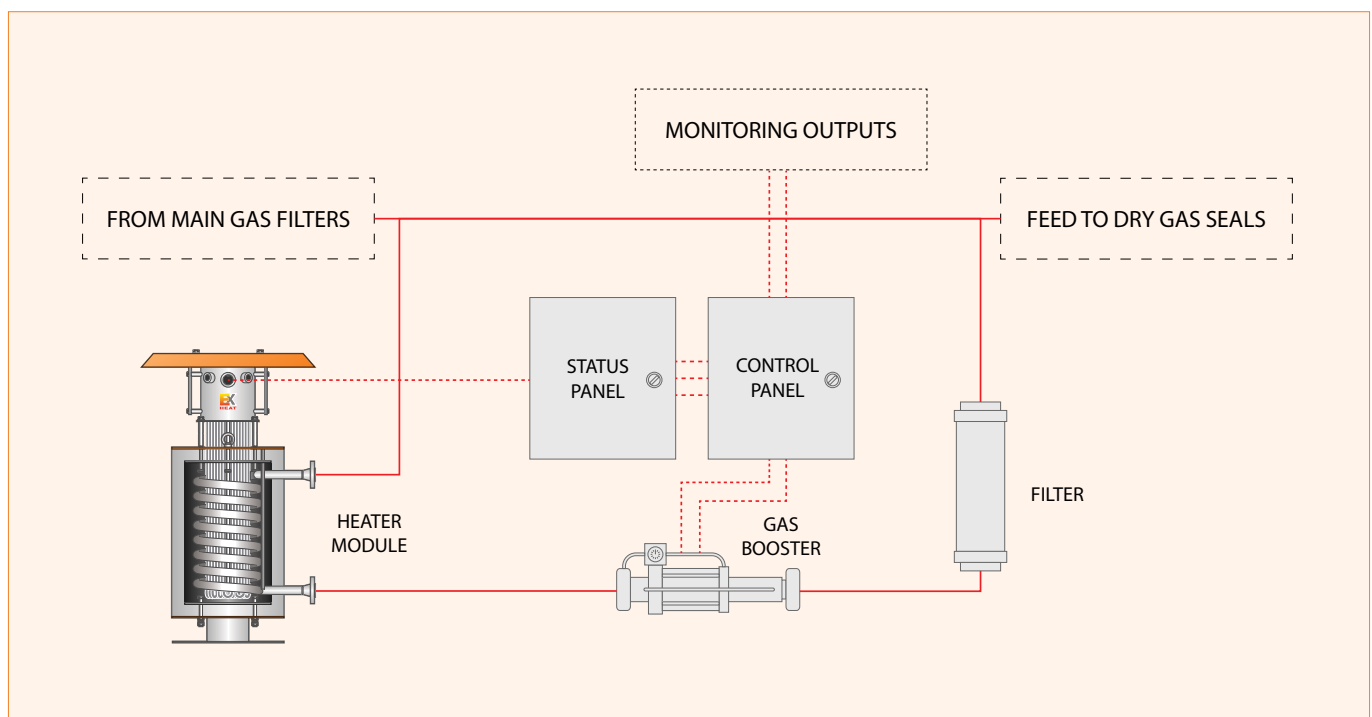 MONITORING OUTPUTS
FROM MAIN GAS FILTERS
FEED TO DRY GAS SEALS
STATUS
PANEL
CONTROL
PANEL
EX
HEAT
HEATER
MODULE
GAS
BOOSTER
FILTER